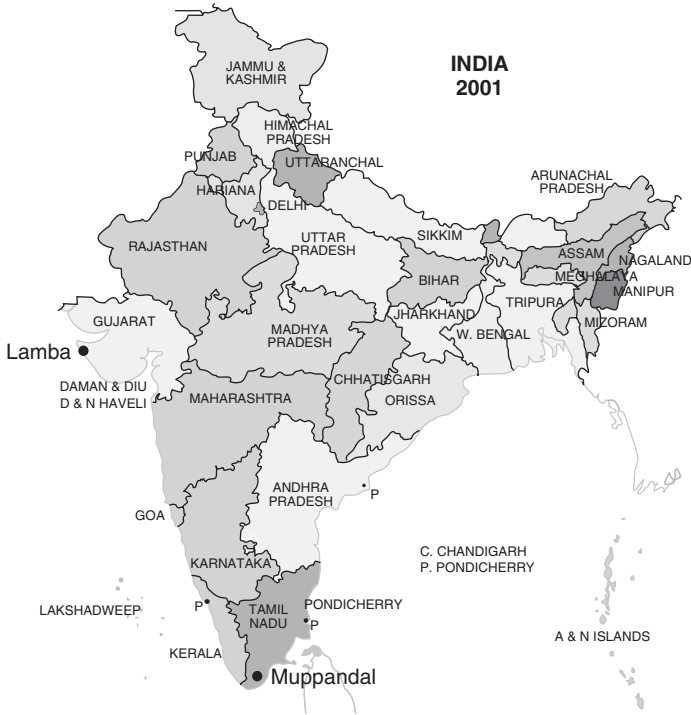 INDIA
2001
JAMMU &
KASHMIR
HIMACHAL
PRADESH
PUNJAB
UTTARANCHAL
HARIANA
DELHI
ARUNACHAL
PRADESH
RAJASTHAN
UTTAR
PRADESH
SIKKIM
ASSAM
NAGALAND
MEGHALAYA
BIHAR
MANIPUR
TRIPURA
GUJARAT
JHARKHAND
MIZORAM
MADHYA
PRADESH
W. BENGAL
Lamba
CHHATISGARH
DAMAN & DIU
D & N HAVELI
MAHARASHTRA
ORISSA
ANDHRA
PRADESH
P
GOA
C. CHANDIGARH
P. PONDICHERRY
KARNATAKA
LAKSHADWEEP
P
TAMIL
NADU
PONDICHERRY
P
A & N ISLANDS
KERALA
Muppandal